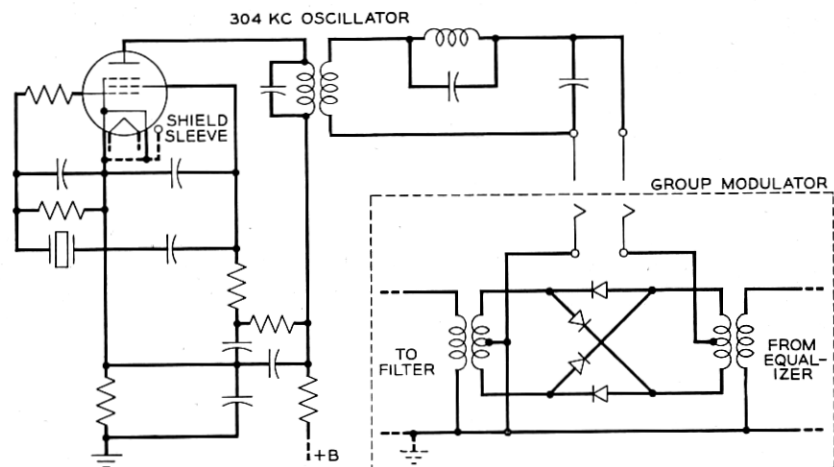 304 KC OSCILLATOR
SHIELD
SLEEVE
GROUP MODULATOR
TO
FILTER
FROM
EQUAL-
IZER
+B